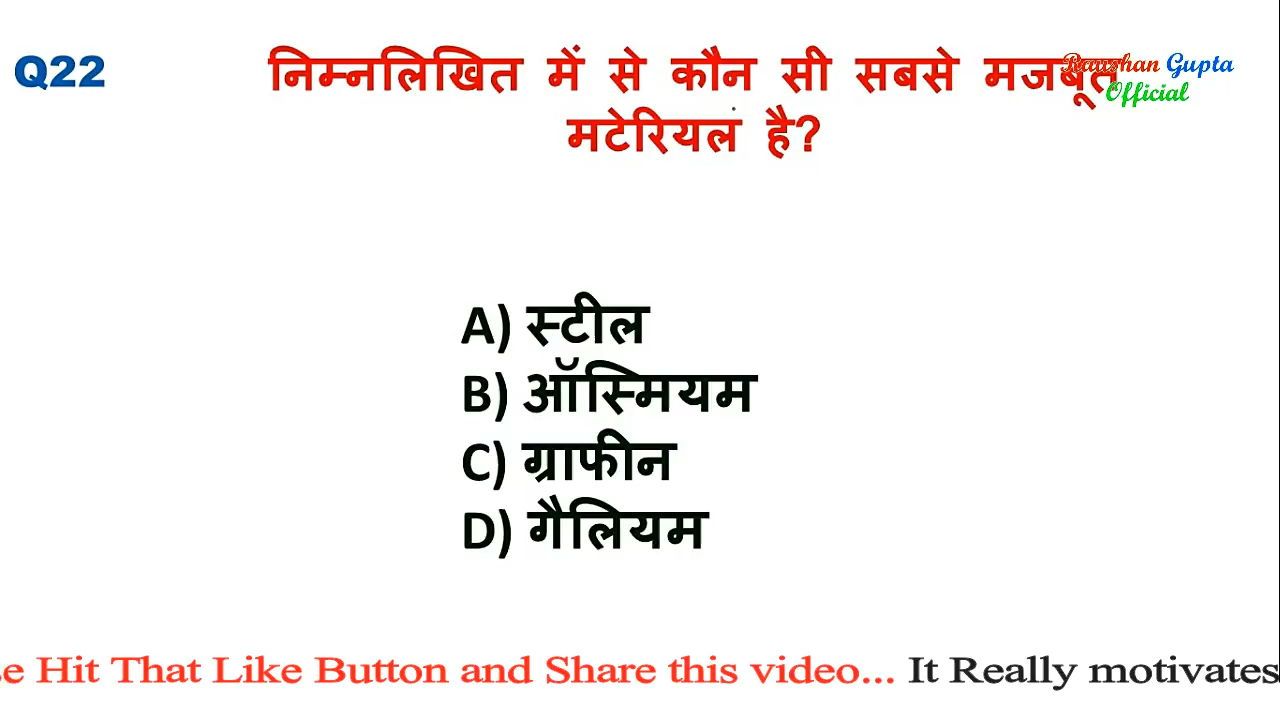 Q22
निम्नलिखित में से कौन सी सबसे मजबूत
Raushan Gupta
Official
मटेरियल है?
A) स्टील
B) ऑस्मियम
C) ग्राफीन
D) गैलियम
e Hit That Like Button and Share this video... It Really motivates